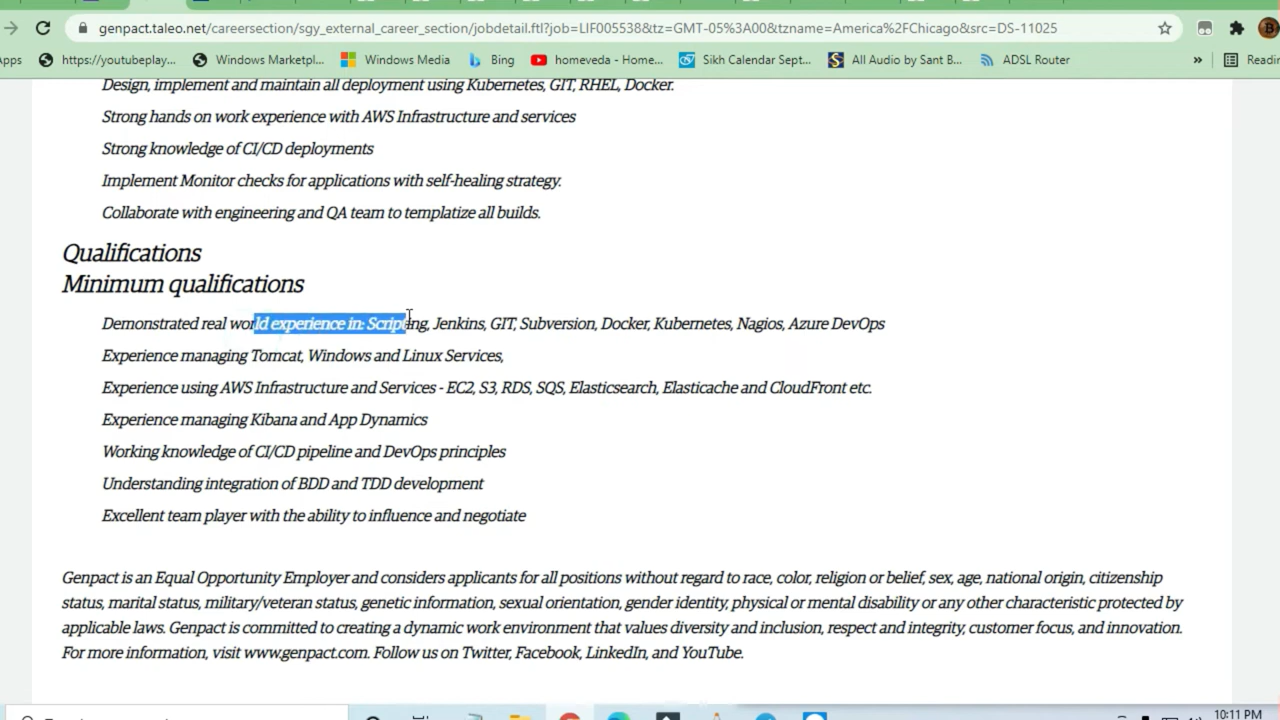 genpact.taleo.net/careersection/sgy_external_career_section/jobdetail.ftl?job=LIF005538&tz=GMT-05%3A00&tzname=America%2FChicago&src=DS-11025
Apps https://youtubeplay... Windows Marketpl... Windows Media Bing homeveda - Home... Sikh Calendar Sept... All Audio by Sant B... ADSL Router »
Design, implement and maintain all deployment using Kubernetes, GIT, RHEL, Docker.
Strong hands on work experience with AWS Infrastructure and services
Strong knowledge of CI/CD deployments
Implement Monitor checks for applications with self-healing strategy.
Collaborate with engineering and QA team to templatize all builds.
Qualifications
Minimum qualifications
Demonstrated real world experience in: Scripting, Jenkins, GIT, Subversion, Docker, Kubernetes, Nagios, Azure DevOps
Experience managing Tomcat, Windows and Linux Services,
Experience using AWS Infrastructure and Services - EC2, S3, RDS, SQS, Elasticsearch, Elasticache and CloudFront etc.
Experience managing Kibana and App Dynamics
Working knowledge of CI/CD pipeline and DevOps principles
Understanding integration of BDD and TDD development
Excellent team player with the ability to influence and negotiate
Genpact is an Equal Opportunity Employer and considers applicants for all positions without regard to race, color, religion or belief, sex, age, national origin, citizenship
status, marital status, military/veteran status, genetic information, sexual orientation, gender identity, physical or mental disability or any other characteristic protected by
applicable laws. Genpact is committed to creating a dynamic work environment that values diversity and inclusion, respect and integrity, customer focus, and innovation.
For more information, visit www.genpact.com. Follow us on Twitter, Facebook, LinkedIn, and YouTube.
10:11 PM